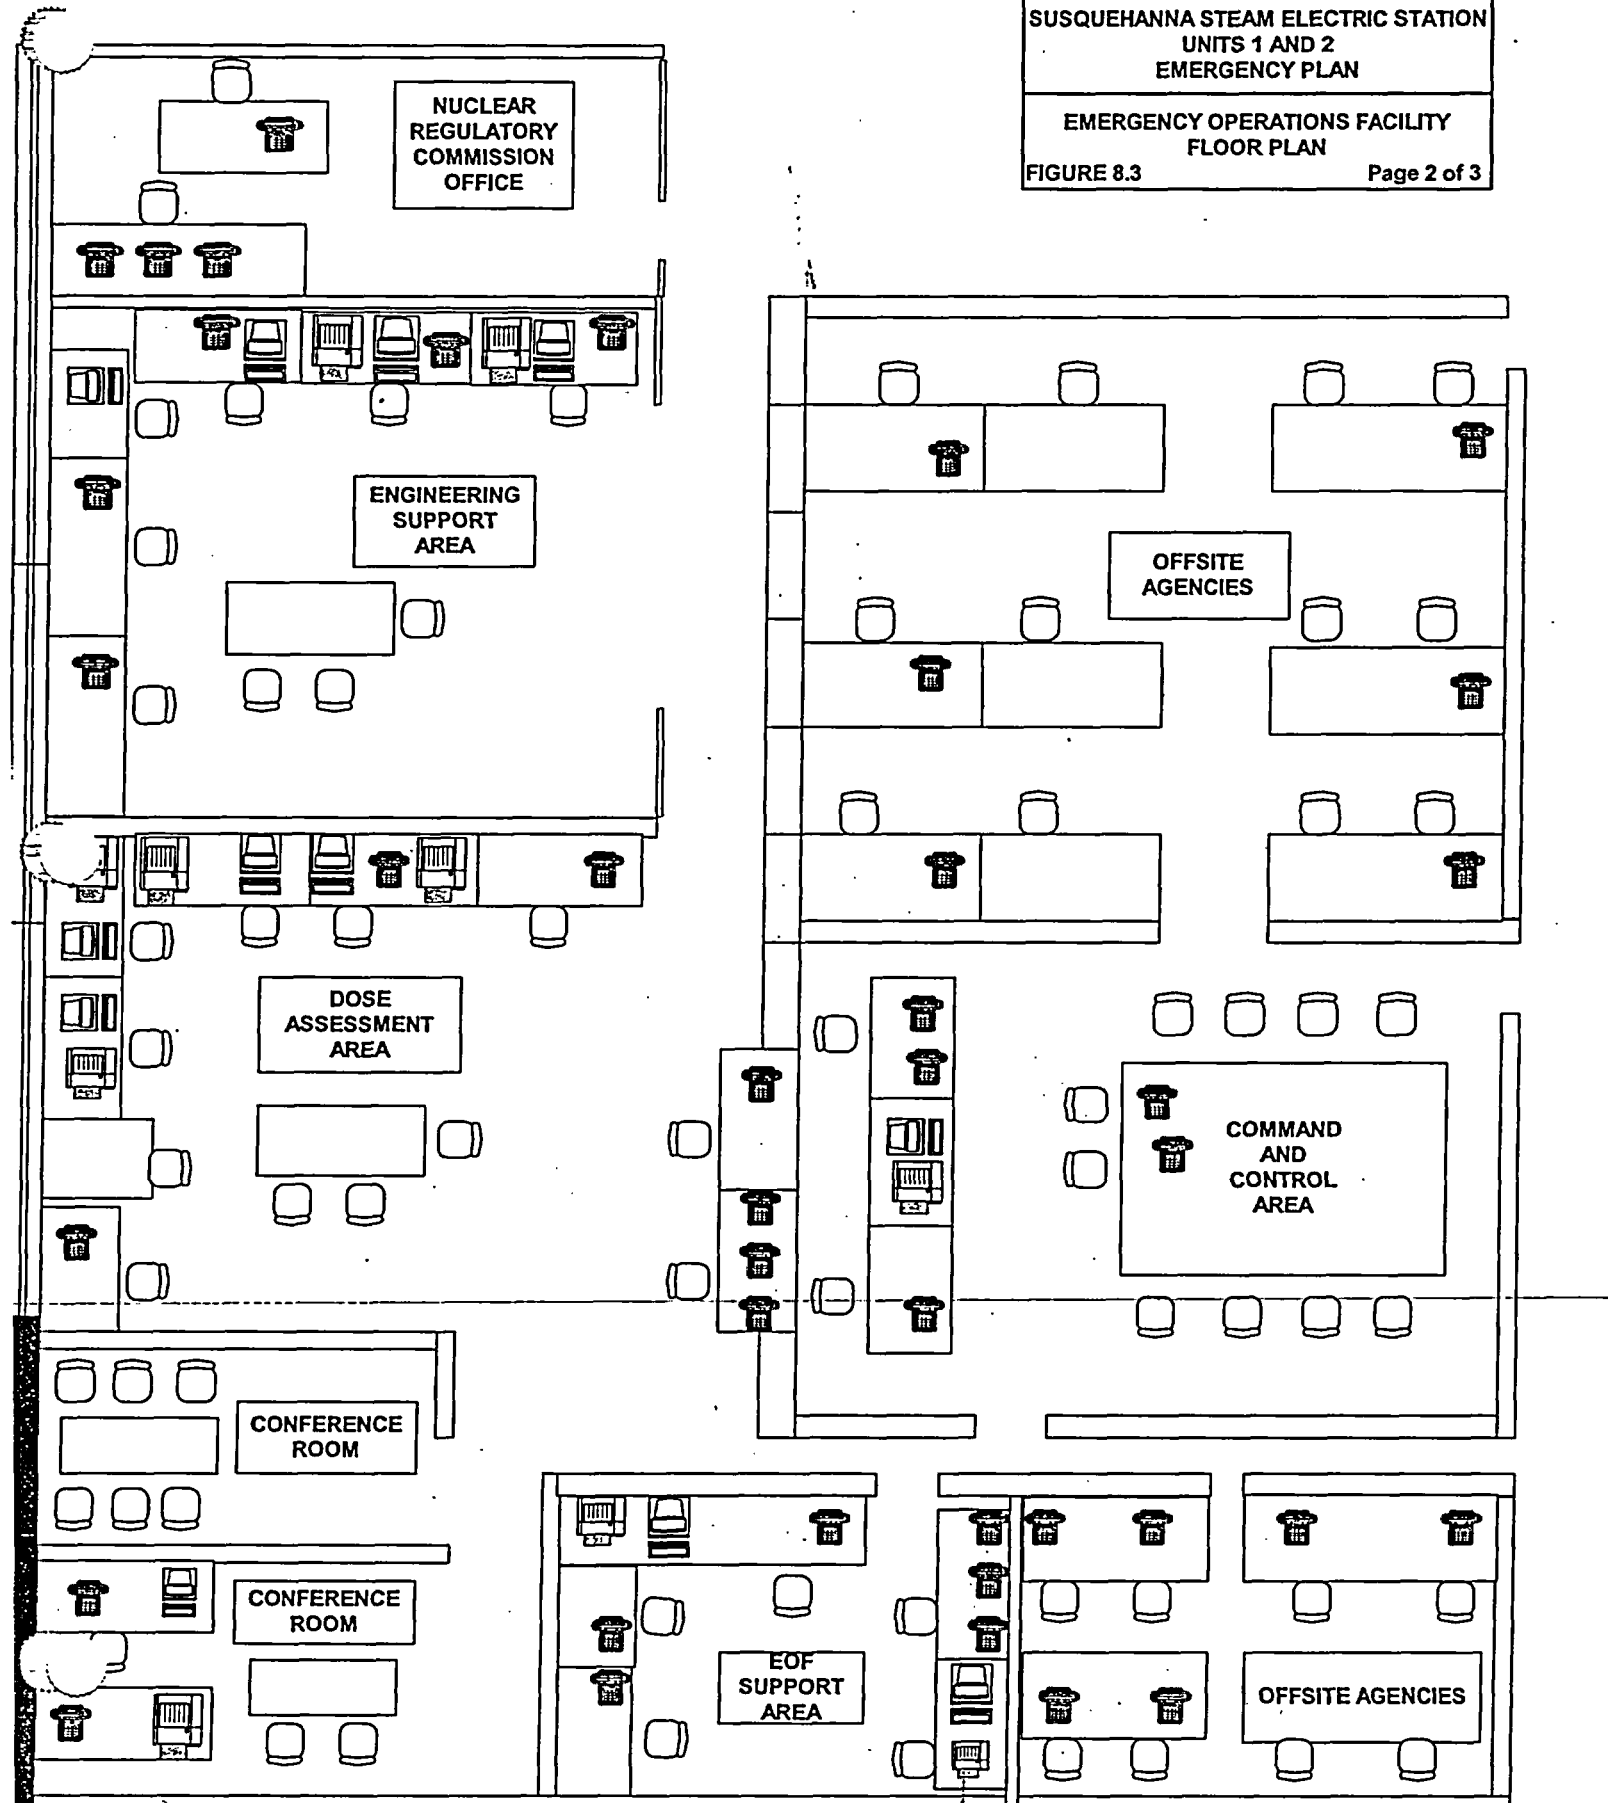 SUSQUEHANNA STEAM ELECTRIC STATION
UNITS 1 AND 2
EMERGENCY PLAN
EMERGENCY OPERATIONS FACILITY
FLOOR PLAN
FIGURE 8.3 Page 2 of 3
NUCLEAR
REGULATORY
COMMISSION
OFFICE
ENGINEERING
SUPPORT
AREA
OFFSITE
AGENCIES
DOSE
ASSESSMENT
AREA
COMMAND
AND
CONTROL
AREA
CONFERENCE
ROOM
CONFERENCE
ROOM
EOF
SUPPORT
AREA
OFFSITE AGENCIES